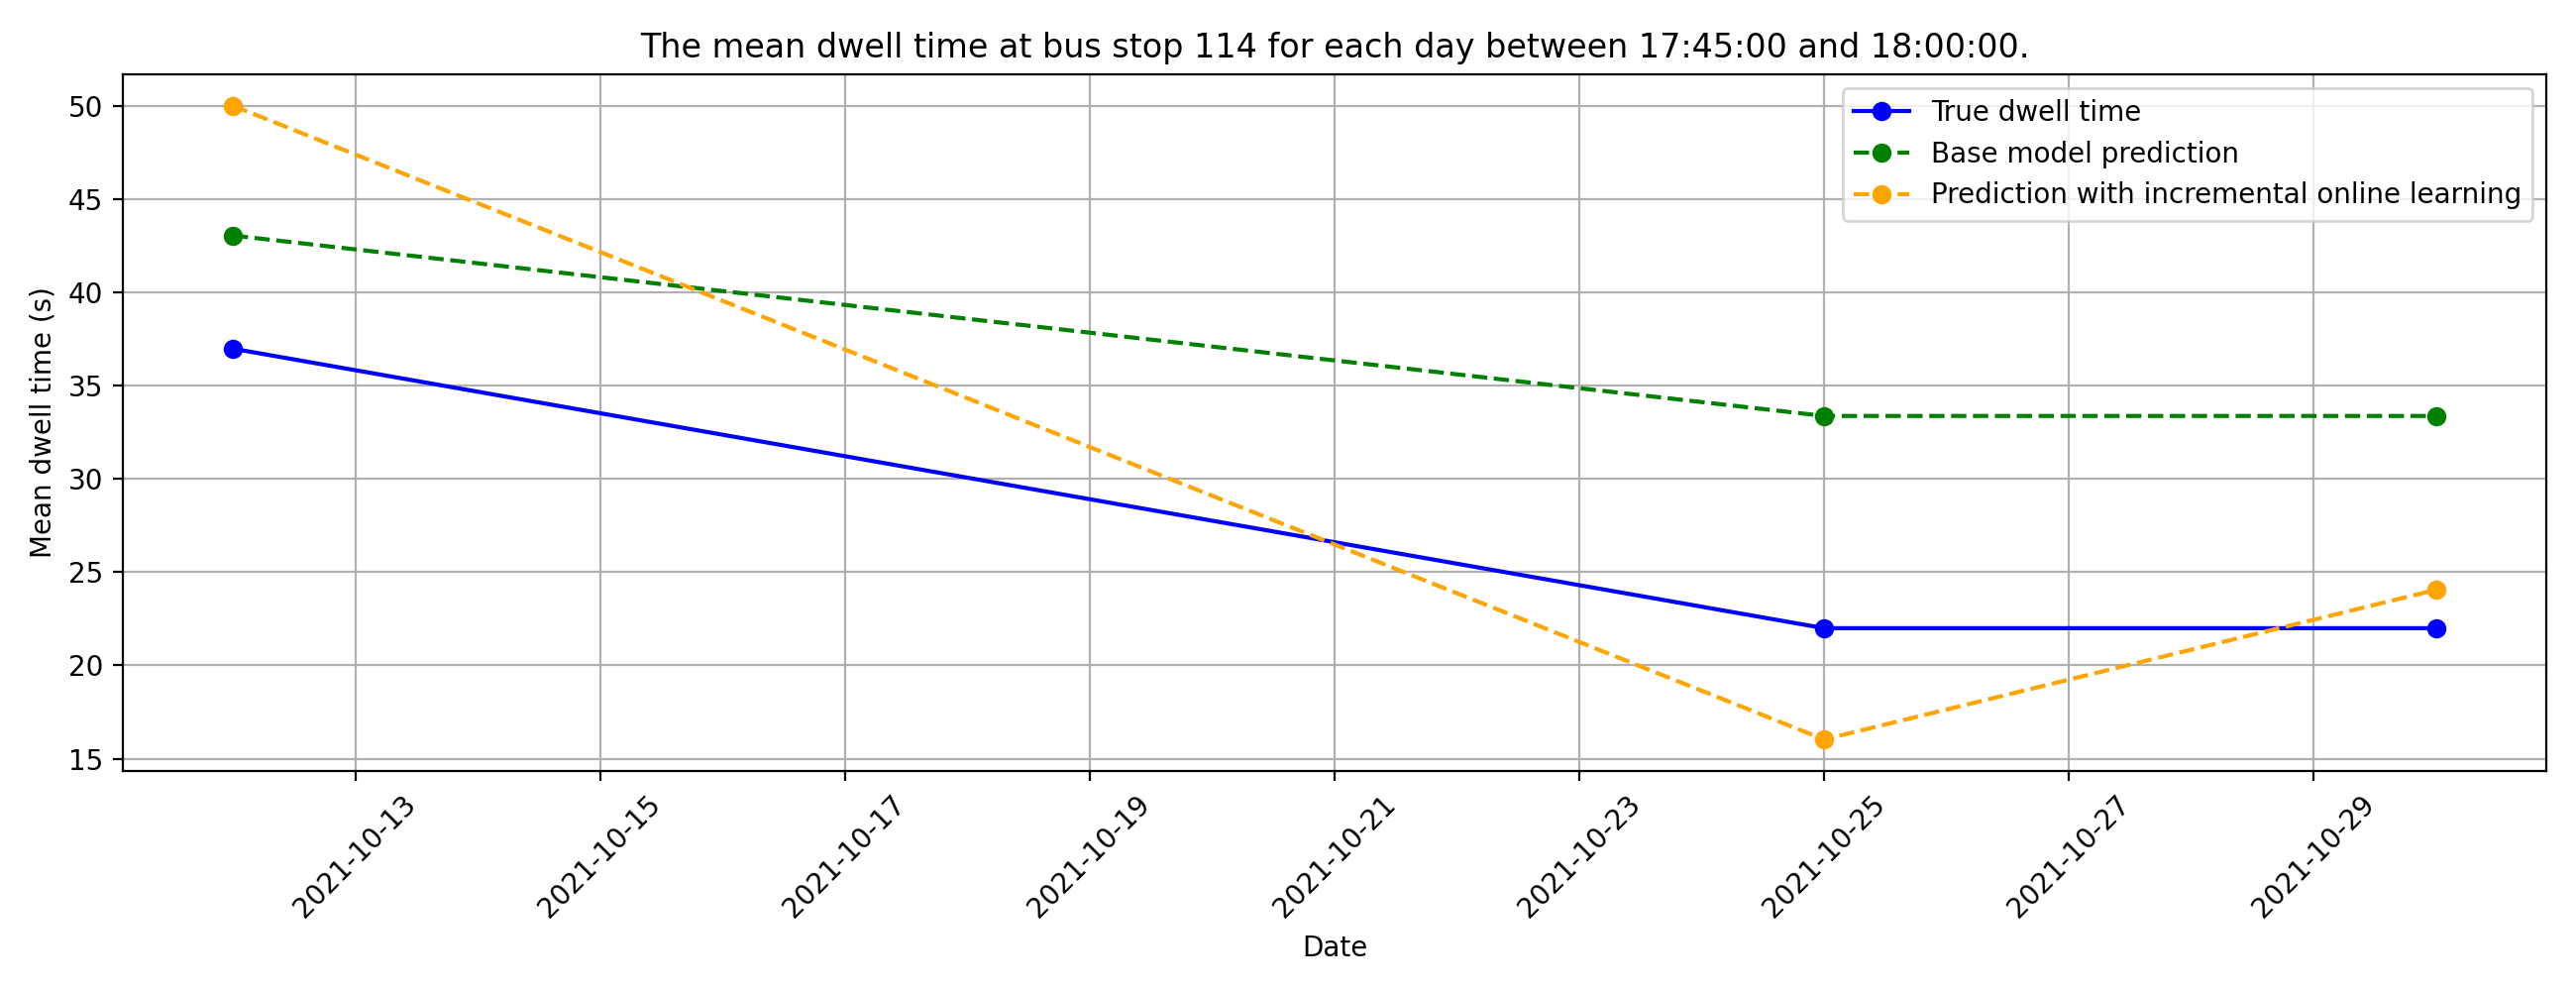 The mean dwell time at bus stop 114 for each day between 17:45:00 and 18:00:00.
True dwell time
Base model prediction
Prediction with incremental online learning
Mean dwell time (s)
50
45
40
35
30
25
20
15
2021-10-13
2021-10-15
2021-10-17
2021-10-19
2021-10-21
2021-10-23
2021-10-25
2021-10-27
2021-10-29
Date